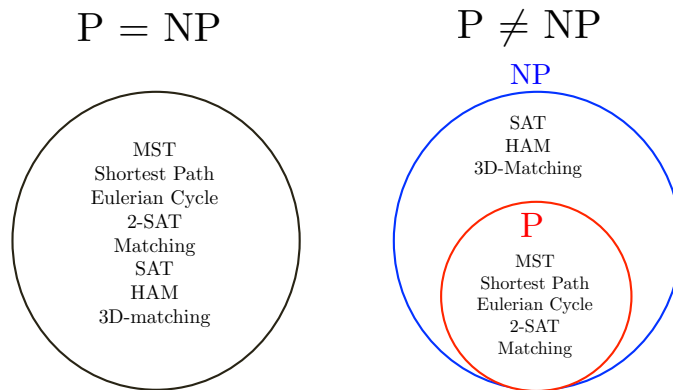 P = NP
MST
Shortest Path
Eulerian Cycle
2-SAT
Matching
SAT
HAM
3D-matching
P ≠ NP
NP
SAT
HAM
3D-Matching
P
MST
Shortest Path
Eulerian Cycle
2-SAT
Matching